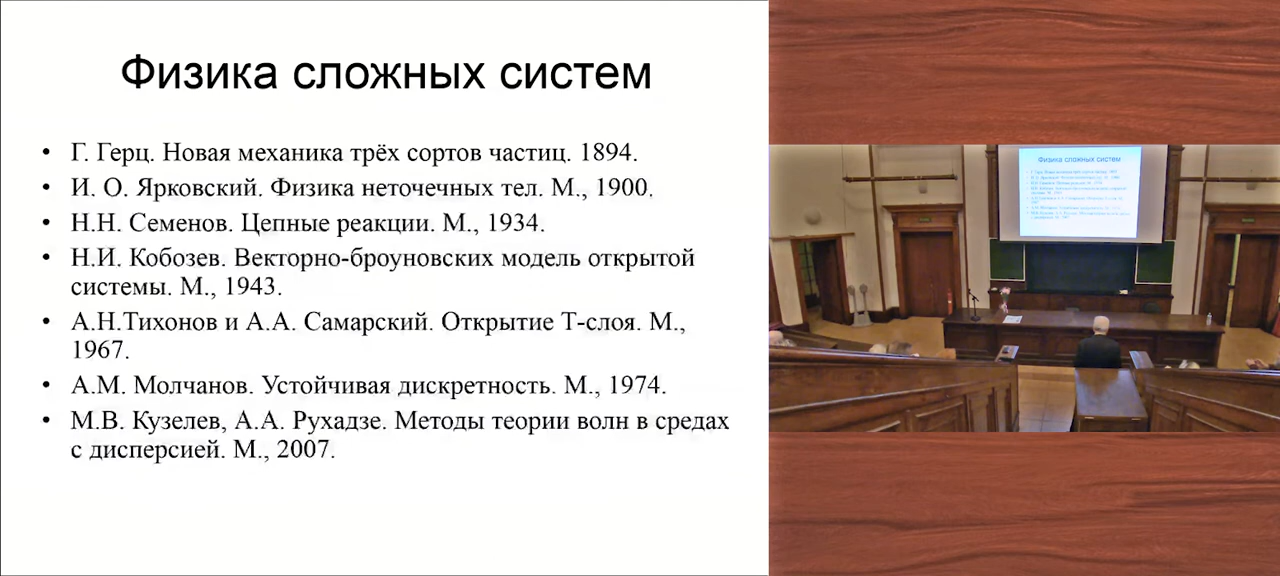 Физика сложных систем
• Г. Герц. Новая механика трёх сортов частиц. 1894.
• И. О. Ярковский. Физика неточечных тел. М., 1900.
• Н.Н. Семенов. Цепные реакции. М., 1934.
• Н.И. Кобозев. Векторно-броуновских модель открытой
системы. М., 1943.
• А.Н.Тихонов и А.А. Самарский. Открытие Т-слоя. М.,
1967.
• А.М. Молчанов. Устойчивая дискретность. М., 1974.
• М.В. Кузелев, А.А. Рухадзе. Методы теории волн в средах
с дисперсией. М., 2007.
Физика сложных систем